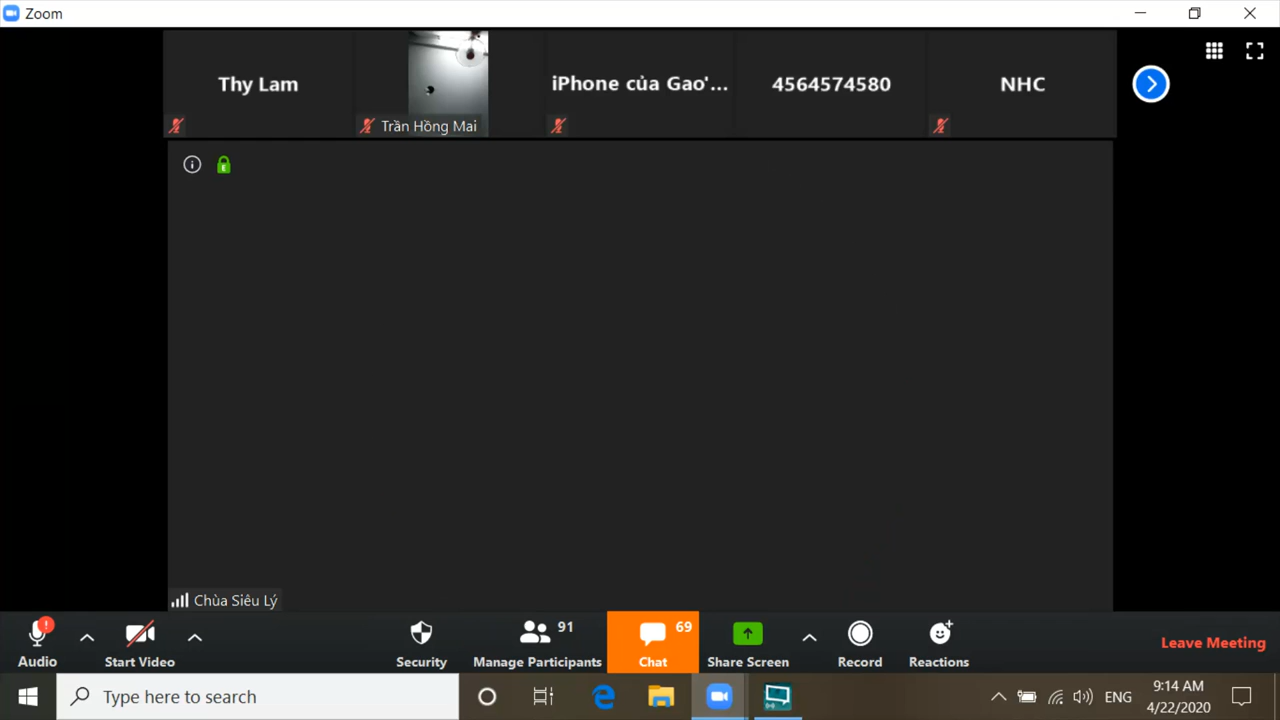 Zoom
Thy Lam
Trần Hồng Mai
iPhone của Gao'...
4564574580
NHC
E
Chùa Siêu Lý
Audio
Start Video
Security
91
Manage Participants
69
Chat
Share Screen
Record
Reactions
Leave Meeting
Type here to search
ENG
9:14 AM
4/22/2020